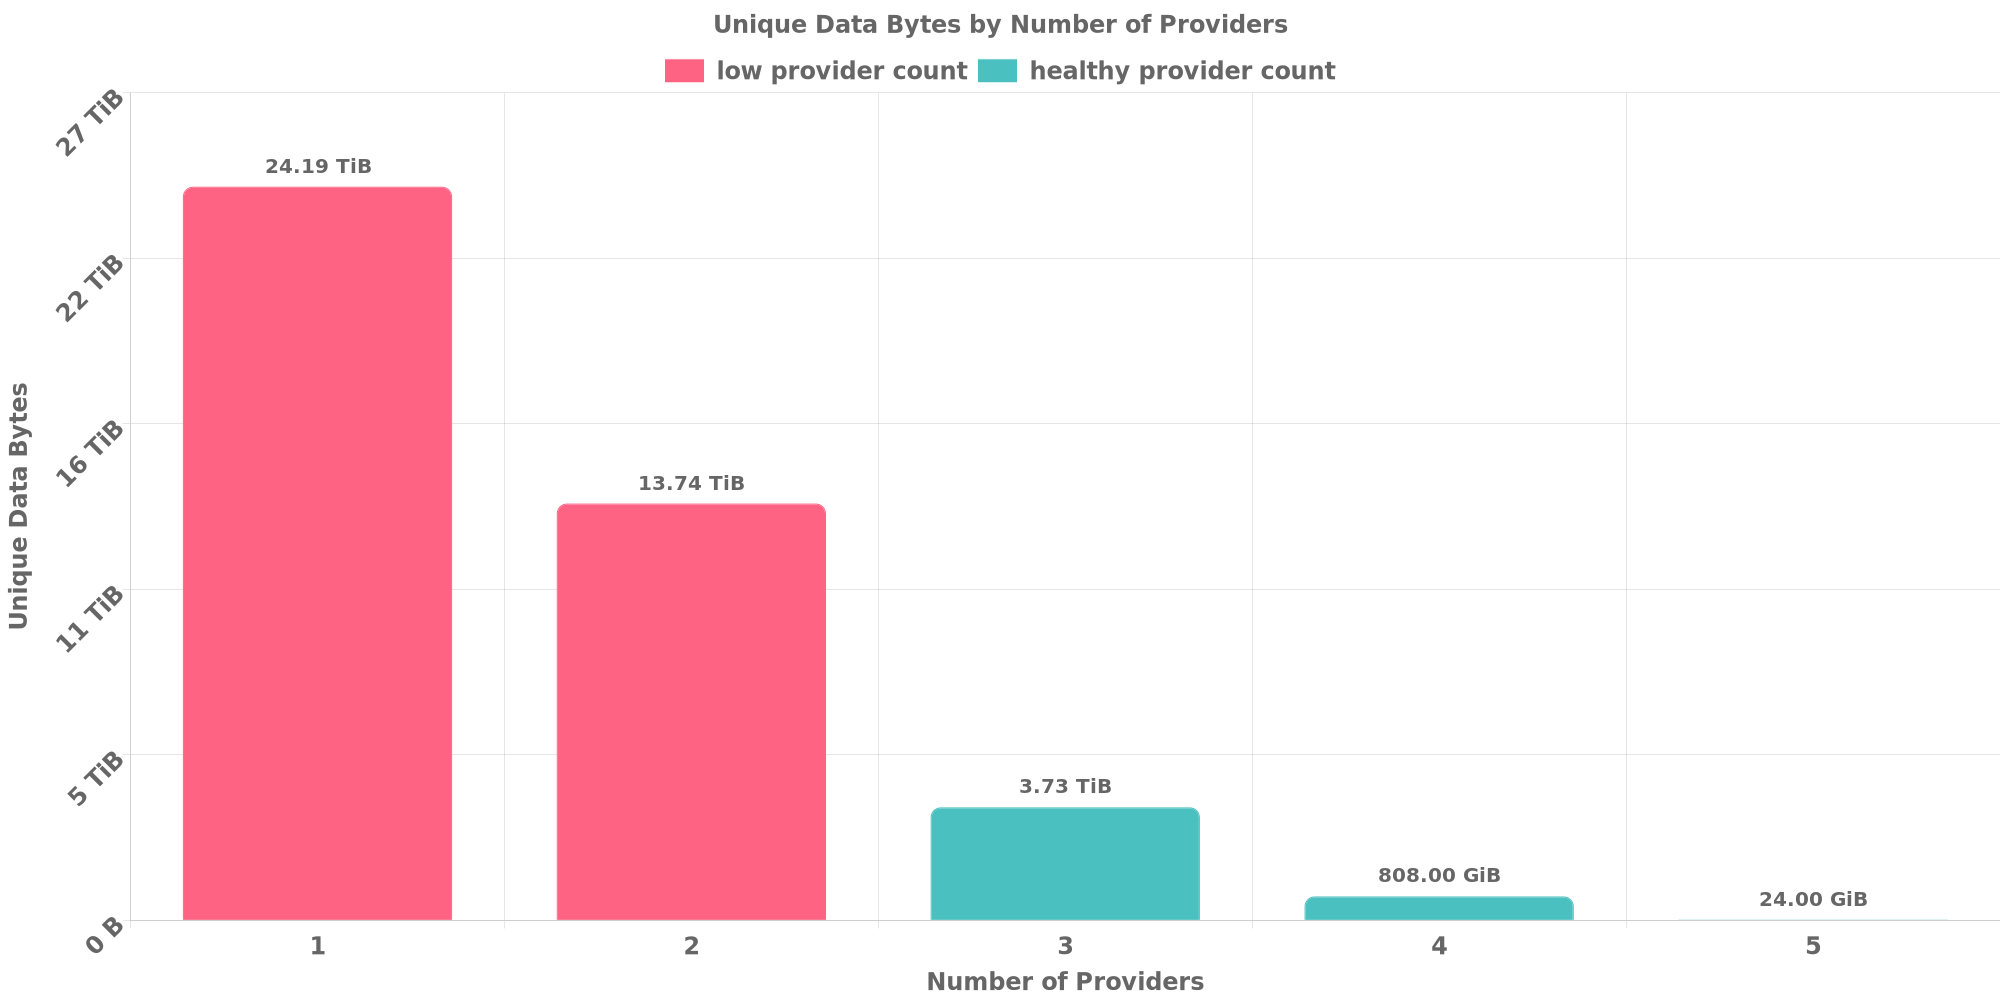 Unique Data Bytes by Number of Providers
low provider count healthy provider count
27 TiB
22 TiB
16 TiB
11 TiB
5 TiB
0 B
Unique Data Bytes
24.19 TiB
13.74 TiB
3.73 TiB
808.00 GiB
24.00 GiB
1 2 3 4 5
Number of Providers